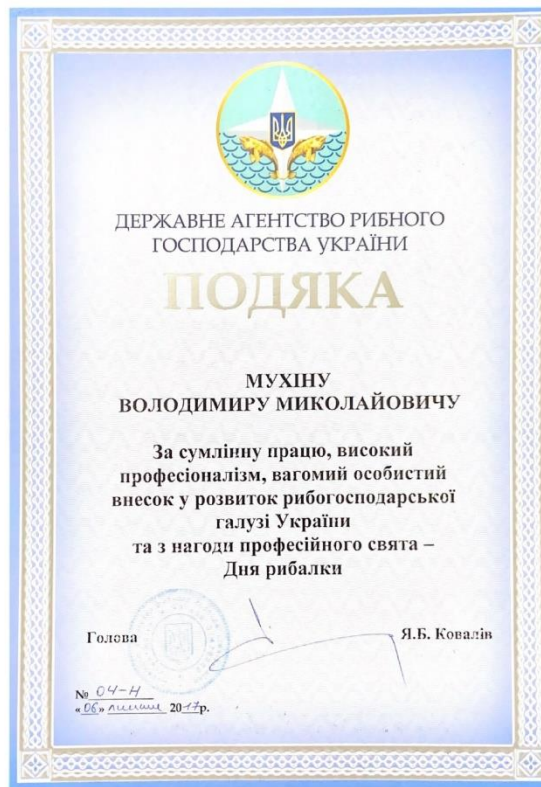 ДЕРЖАВНЕ АГЕНТСТВО РИБНОГО
ГОСПОДАРСТВА УКРАЇНИ
ПОДЯКА
МУХІНУ
ВОЛОДИМИРУ МИКОЛАЙОВИЧУ
За сумлінну працю, високий
професіоналізм, вагомий особистий
внесок у розвиток рибогосподарської
галузі України
та з нагоди професійного свята –
Дня рибалки
Голова Я.Б. Ковалів
№ 04-Н
«06» липня 2017р.